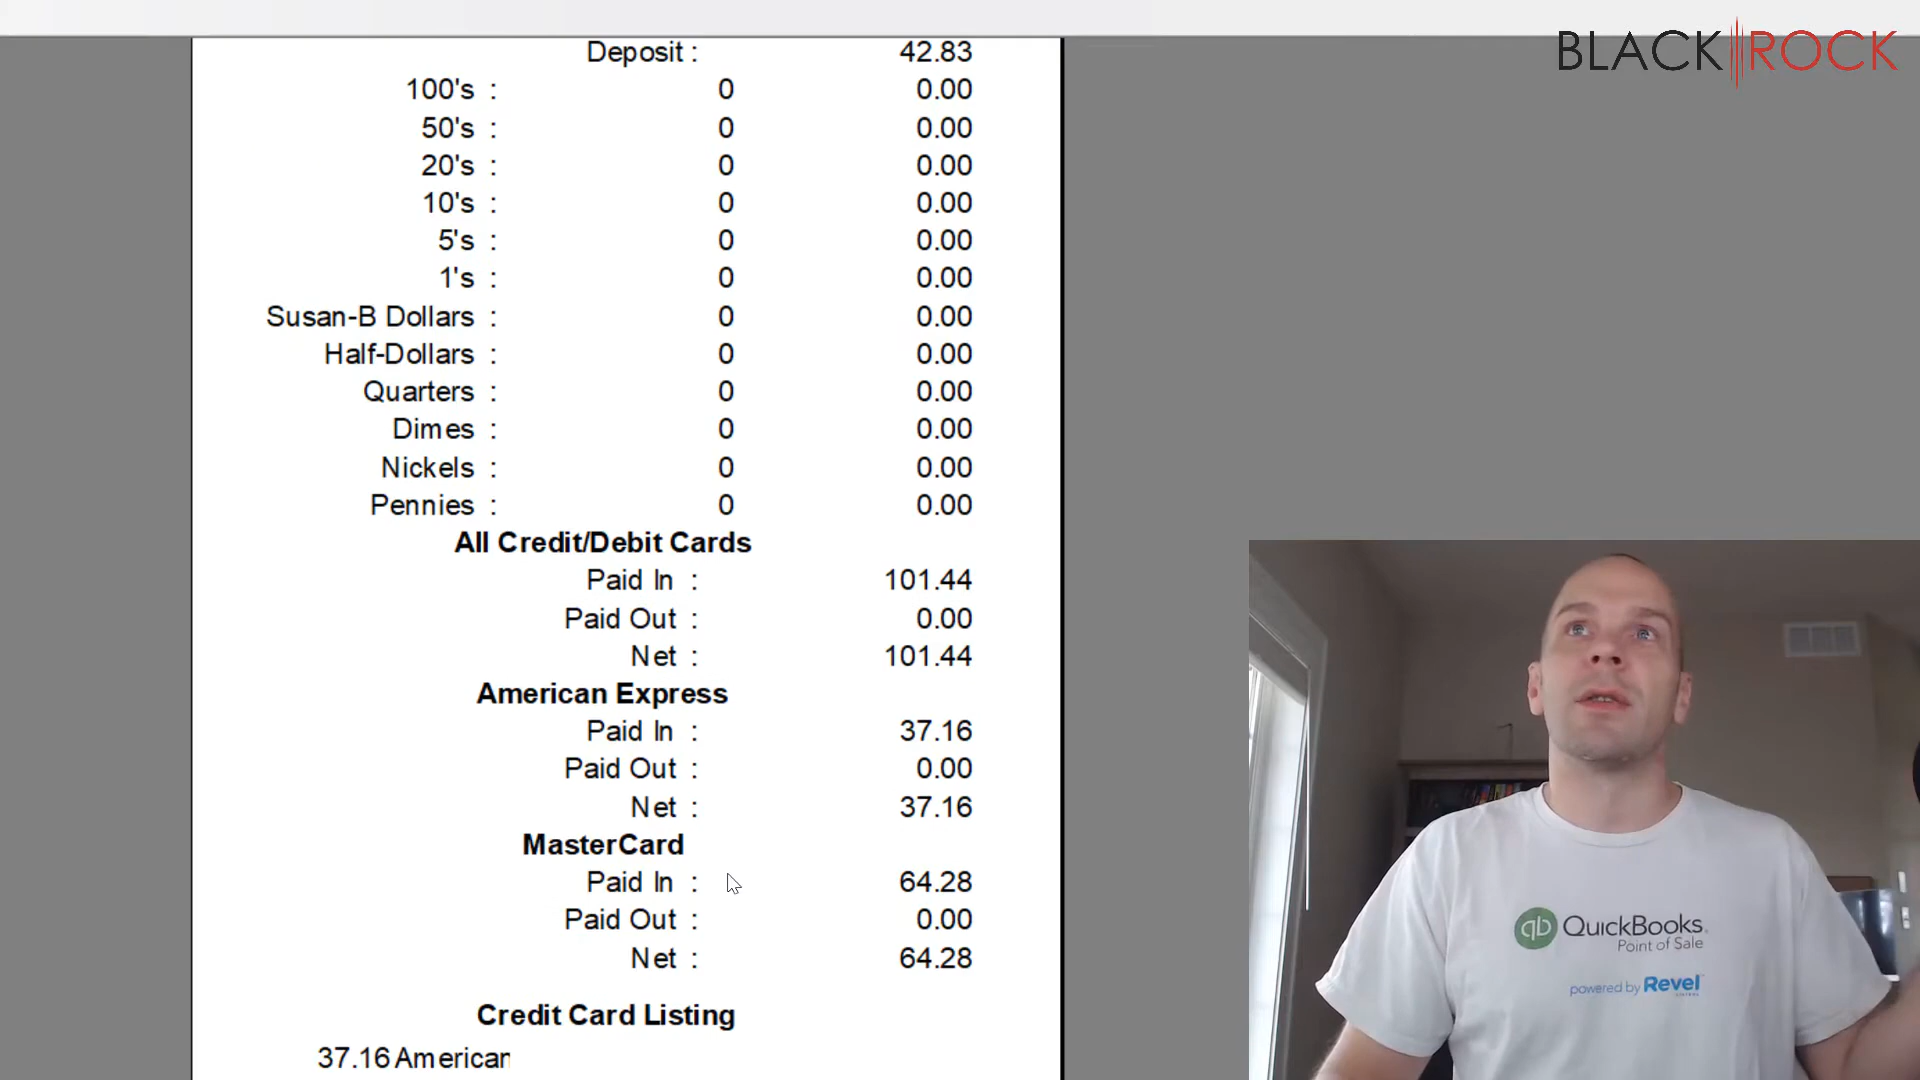 BLACK ROCK
Deposit : 42.83
100's : 0 0.00
50's : 0 0.00
20's : 0 0.00
10's : 0 0.00
5's : 0 0.00
1's : 0 0.00
Susan-B Dollars : 0 0.00
Half-Dollars : 0 0.00
Quarters : 0 0.00
Dimes : 0 0.00
Nickels : 0 0.00
Pennies : 0 0.00
All Credit/Debit Cards
Paid In : 101.44
Paid Out : 0.00
Net : 101.44
American Express
Paid In : 37.16
Paid Out : 0.00
Net : 37.16
MasterCard
Paid In : 64.28
Paid Out : 0.00
Net : 64.28
Credit Card Listing
37.16 American
qb QuickBooks
Point of Sale
powered by Revel